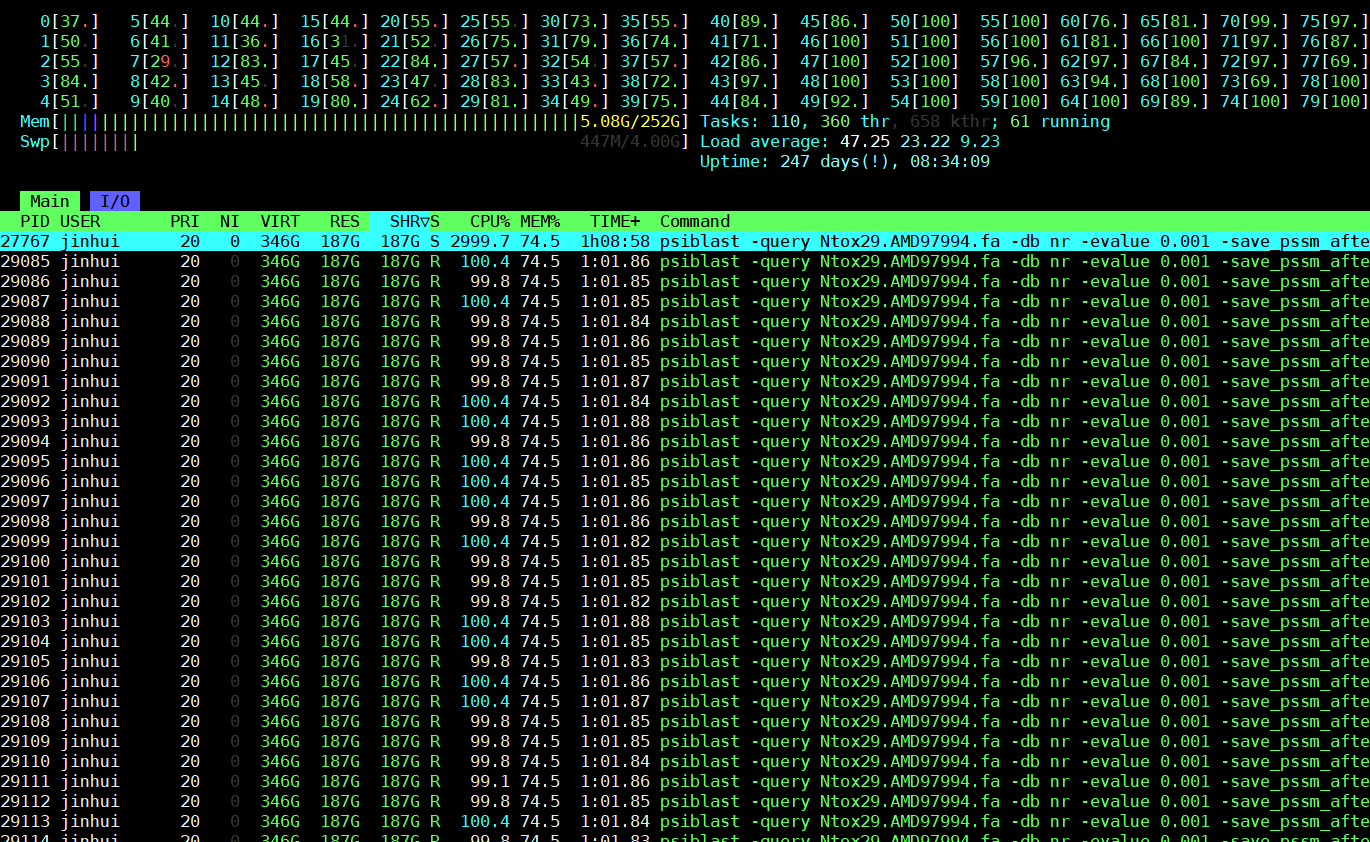 0[37.] 5[44.] 10[44.] 15[44.] 20[55.] 25[55.] 30[73.] 35[55.] 40[89.] 45[86.] 50[100] 55[100] 60[76.] 65[81.] 70[99.] 75[97.]
1[50.] 6[41.] 11[36.] 16[31.] 21[52.] 26[75.] 31[79.] 36[74.] 41[71.] 46[100] 51[100] 56[100] 61[81.] 66[100] 71[97.] 76[87.]
2[55.] 7[29.] 12[83.] 17[45.] 22[84.] 27[57.] 32[54.] 37[57.] 42[86.] 47[100] 52[100] 57[96.] 62[97.] 67[84.] 72[97.] 77[69.]
3[84.] 8[42.] 13[45.] 18[58.] 23[47.] 28[83.] 33[43.] 38[72.] 43[97.] 48[100] 53[100] 58[100] 63[94.] 68[100] 73[69.] 78[100]
4[51.] 9[40.] 14[48.] 19[80.] 24[62.] 29[81.] 34[49.] 39[75.] 44[84.] 49[92.] 54[100] 59[100] 64[100] 69[89.] 74[100] 79[100]
Mem[||||||||||||||||||||||||||||||||||||||||||||||||||||5.08G/252G] Tasks: 110, 360 thr, 658 kthr; 61 running
Swp[|||||||| 447M/4.00G] Load average: 47.25 23.22 9.23
Uptime: 247 days(!), 08:34:09
Main I/O
PID USER PRI NI VIRT RES SHR▽S CPU% MEM% TIME+ Command
27767 jinhui 20 0 346G 187G 187G S 2999.7 74.5 1h08:58 psiblast -query Ntox29.AMD97994.fa -db nr -evalue 0.001 -save_pssm_afte
29085 jinhui 20 0 346G 187G 187G R 100.4 74.5 1:01.86 psiblast -query Ntox29.AMD97994.fa -db nr -evalue 0.001 -save_pssm_afte
29086 jinhui 20 0 346G 187G 187G R 99.8 74.5 1:01.85 psiblast -query Ntox29.AMD97994.fa -db nr -evalue 0.001 -save_pssm_afte
29087 jinhui 20 0 346G 187G 187G R 100.4 74.5 1:01.85 psiblast -query Ntox29.AMD97994.fa -db nr -evalue 0.001 -save_pssm_afte
29088 jinhui 20 0 346G 187G 187G R 99.8 74.5 1:01.84 psiblast -query Ntox29.AMD97994.fa -db nr -evalue 0.001 -save_pssm_afte
29089 jinhui 20 0 346G 187G 187G R 99.8 74.5 1:01.86 psiblast -query Ntox29.AMD97994.fa -db nr -evalue 0.001 -save_pssm_afte
29090 jinhui 20 0 346G 187G 187G R 99.8 74.5 1:01.85 psiblast -query Ntox29.AMD97994.fa -db nr -evalue 0.001 -save_pssm_afte
29091 jinhui 20 0 346G 187G 187G R 99.8 74.5 1:01.87 psiblast -query Ntox29.AMD97994.fa -db nr -evalue 0.001 -save_pssm_afte
29092 jinhui 20 0 346G 187G 187G R 100.4 74.5 1:01.84 psiblast -query Ntox29.AMD97994.fa -db nr -evalue 0.001 -save_pssm_afte
29093 jinhui 20 0 346G 187G 187G R 100.4 74.5 1:01.88 psiblast -query Ntox29.AMD97994.fa -db nr -evalue 0.001 -save_pssm_afte
29094 jinhui 20 0 346G 187G 187G R 99.8 74.5 1:01.86 psiblast -query Ntox29.AMD97994.fa -db nr -evalue 0.001 -save_pssm_afte
29095 jinhui 20 0 346G 187G 187G R 100.4 74.5 1:01.86 psiblast -query Ntox29.AMD97994.fa -db nr -evalue 0.001 -save_pssm_afte
29096 jinhui 20 0 346G 187G 187G R 100.4 74.5 1:01.85 psiblast -query Ntox29.AMD97994.fa -db nr -evalue 0.001 -save_pssm_afte
29097 jinhui 20 0 346G 187G 187G R 100.4 74.5 1:01.86 psiblast -query Ntox29.AMD97994.fa -db nr -evalue 0.001 -save_pssm_afte
29098 jinhui 20 0 346G 187G 187G R 99.8 74.5 1:01.86 psiblast -query Ntox29.AMD97994.fa -db nr -evalue 0.001 -save_pssm_afte
29099 jinhui 20 0 346G 187G 187G R 100.4 74.5 1:01.82 psiblast -query Ntox29.AMD97994.fa -db nr -evalue 0.001 -save_pssm_afte
29100 jinhui 20 0 346G 187G 187G R 99.8 74.5 1:01.85 psiblast -query Ntox29.AMD97994.fa -db nr -evalue 0.001 -save_pssm_afte
29101 jinhui 20 0 346G 187G 187G R 99.8 74.5 1:01.85 psiblast -query Ntox29.AMD97994.fa -db nr -evalue 0.001 -save_pssm_afte
29102 jinhui 20 0 346G 187G 187G R 99.8 74.5 1:01.82 psiblast -query Ntox29.AMD97994.fa -db nr -evalue 0.001 -save_pssm_afte
29103 jinhui 20 0 346G 187G 187G R 100.4 74.5 1:01.88 psiblast -query Ntox29.AMD97994.fa -db nr -evalue 0.001 -save_pssm_afte
29104 jinhui 20 0 346G 187G 187G R 100.4 74.5 1:01.85 psiblast -query Ntox29.AMD97994.fa -db nr -evalue 0.001 -save_pssm_afte
29105 jinhui 20 0 346G 187G 187G R 99.8 74.5 1:01.83 psiblast -query Ntox29.AMD97994.fa -db nr -evalue 0.001 -save_pssm_afte
29106 jinhui 20 0 346G 187G 187G R 100.4 74.5 1:01.86 psiblast -query Ntox29.AMD97994.fa -db nr -evalue 0.001 -save_pssm_afte
29107 jinhui 20 0 346G 187G 187G R 100.4 74.5 1:01.87 psiblast -query Ntox29.AMD97994.fa -db nr -evalue 0.001 -save_pssm_afte
29108 jinhui 20 0 346G 187G 187G R 99.8 74.5 1:01.85 psiblast -query Ntox29.AMD97994.fa -db nr -evalue 0.001 -save_pssm_afte
29109 jinhui 20 0 346G 187G 187G R 99.8 74.5 1:01.85 psiblast -query Ntox29.AMD97994.fa -db nr -evalue 0.001 -save_pssm_afte
29110 jinhui 20 0 346G 187G 187G R 99.8 74.5 1:01.84 psiblast -query Ntox29.AMD97994.fa -db nr -evalue 0.001 -save_pssm_afte
29111 jinhui 20 0 346G 187G 187G R 99.1 74.5 1:01.86 psiblast -query Ntox29.AMD97994.fa -db nr -evalue 0.001 -save_pssm_afte
29112 jinhui 20 0 346G 187G 187G R 99.8 74.5 1:01.85 psiblast -query Ntox29.AMD97994.fa -db nr -evalue 0.001 -save_pssm_afte
29113 jinhui 20 0 346G 187G 187G R 100.4 74.5 1:01.84 psiblast -query Ntox29.AMD97994.fa -db nr -evalue 0.001 -save_pssm_afte
29114 jinhui 20 0 346G 187G 187G R 99.8 74.5 1:01.83 psiblast -query Ntox29.AMD97994.fa -db nr -evalue 0.001 -save_pssm_afte